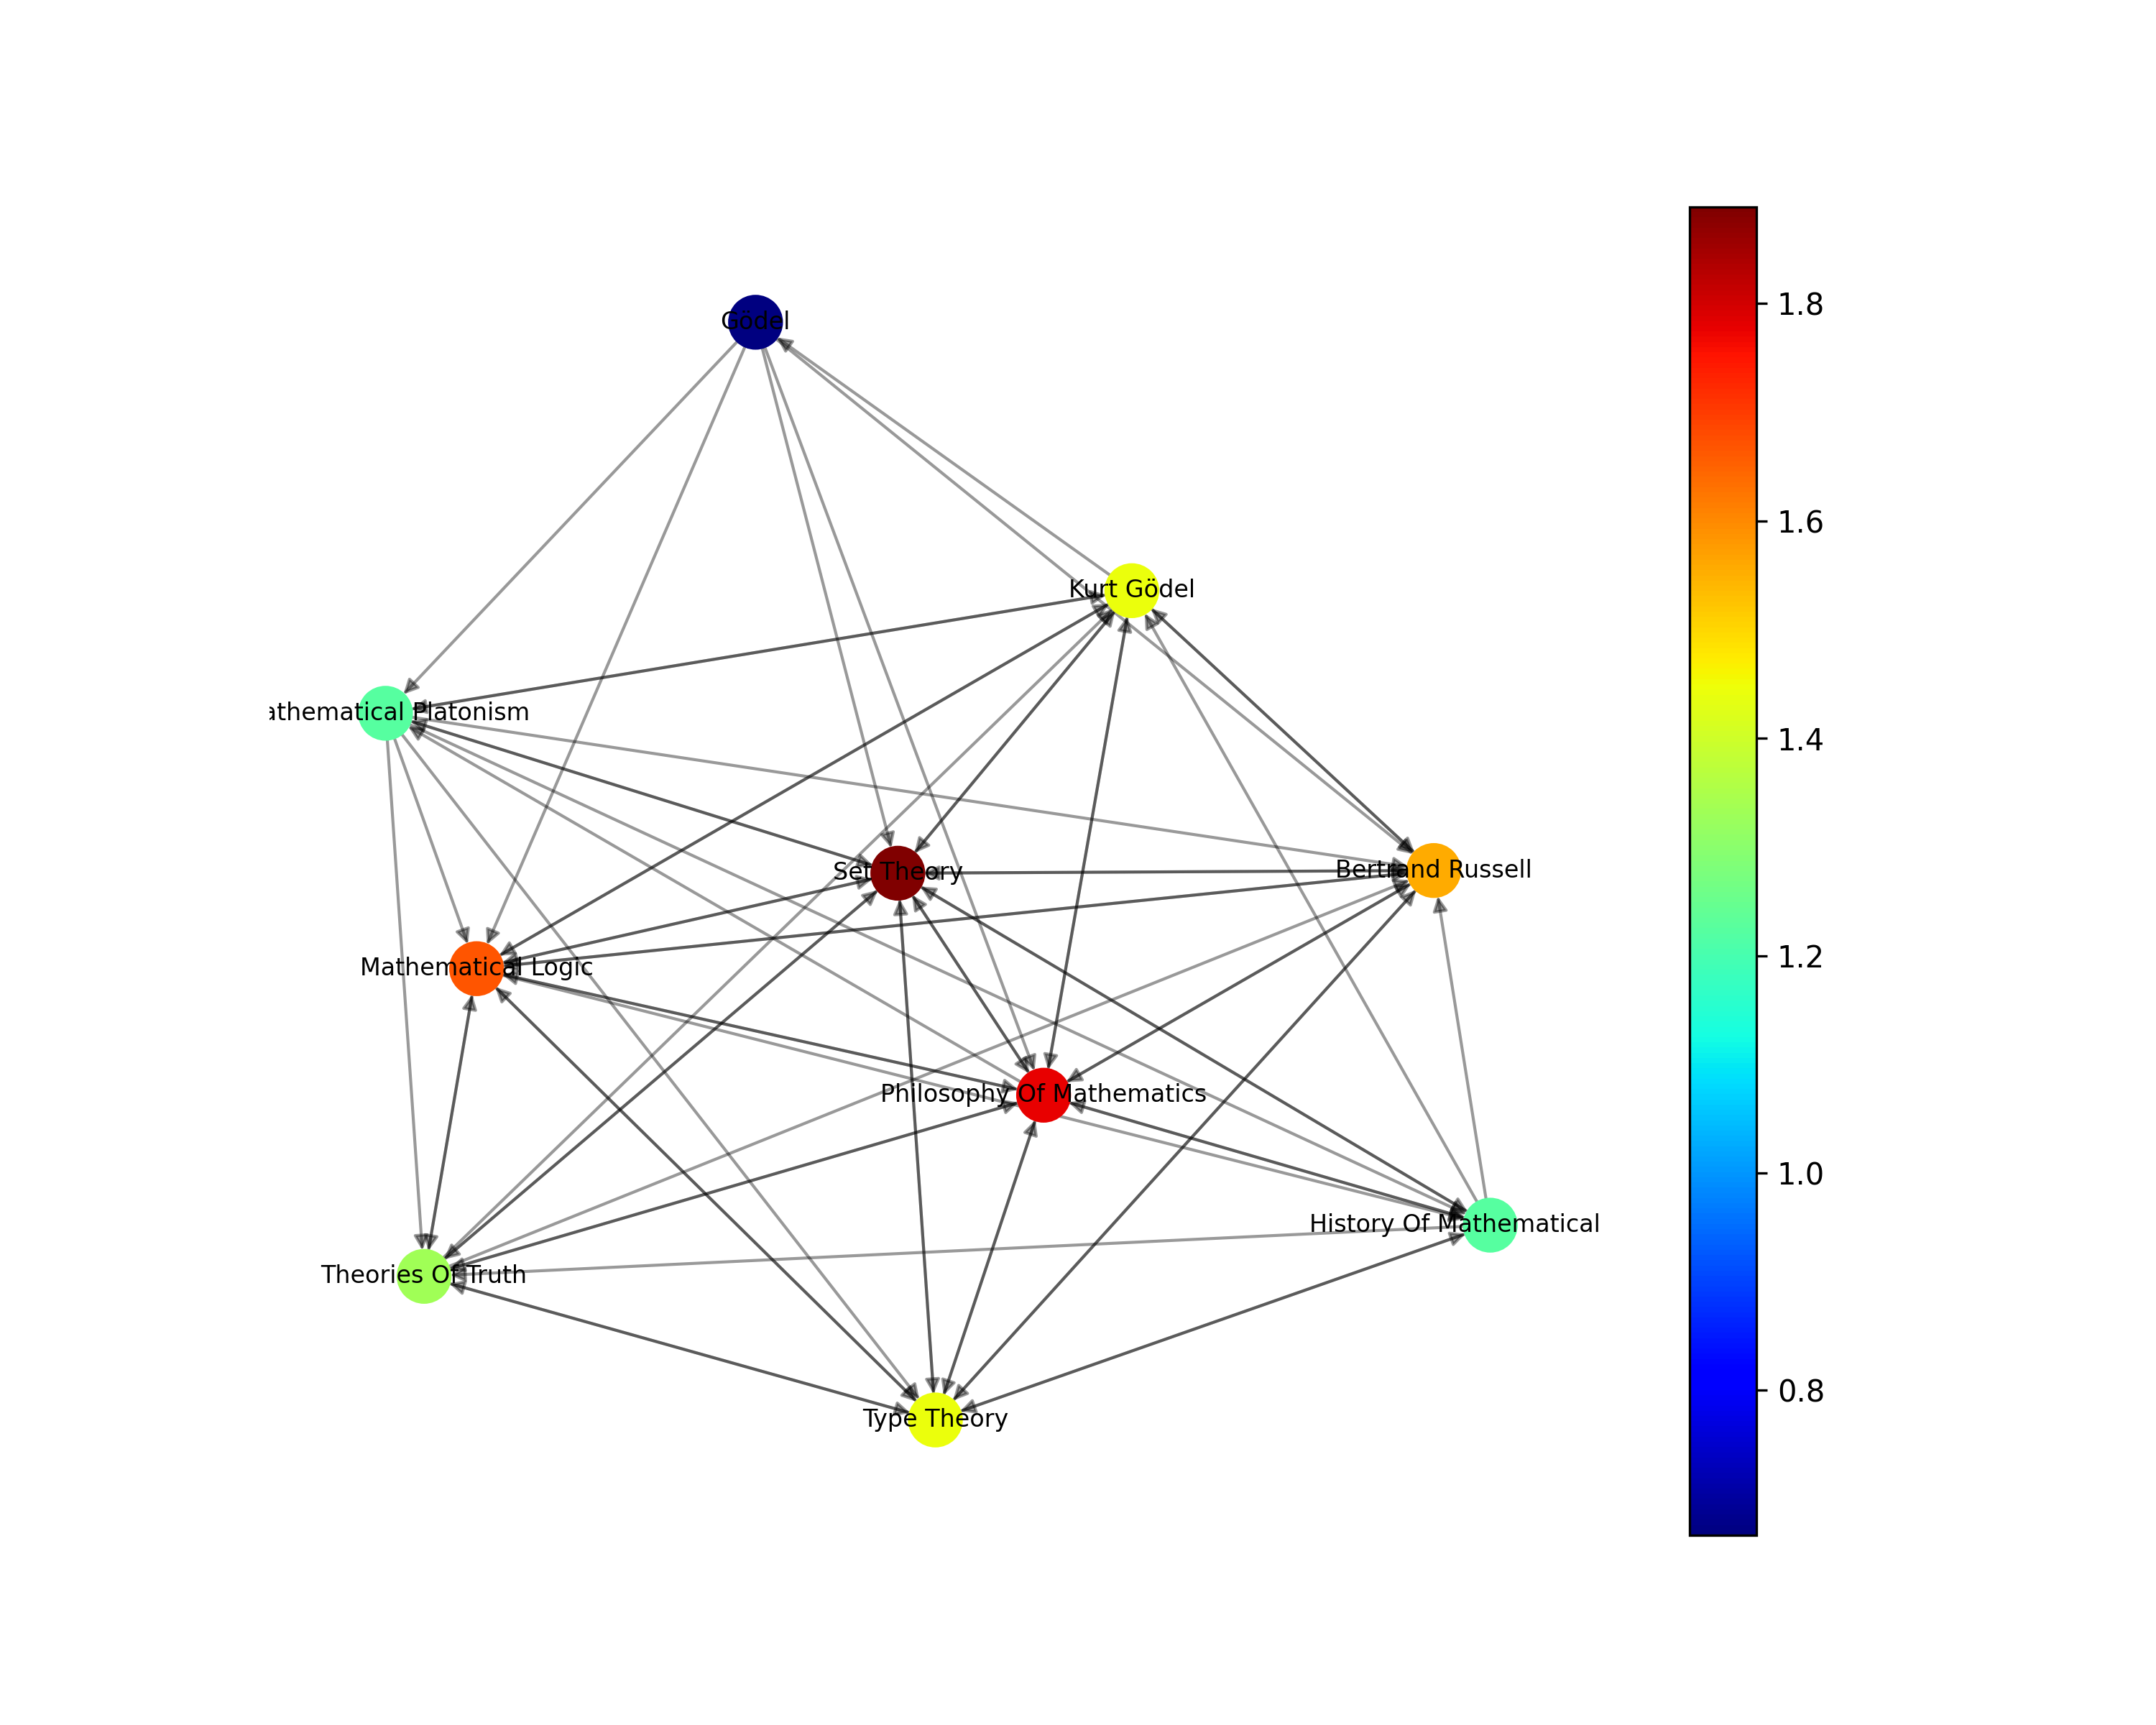 Gödel
Kurt Gödel
athematical Platonism
Set Theory
Bertrand Russell
Mathematical Logic
Philosophy Of Mathematics
History Of Mathematical
Theories Of Truth
Type Theory
1.8
1.6
1.4
1.2
1.0
0.8